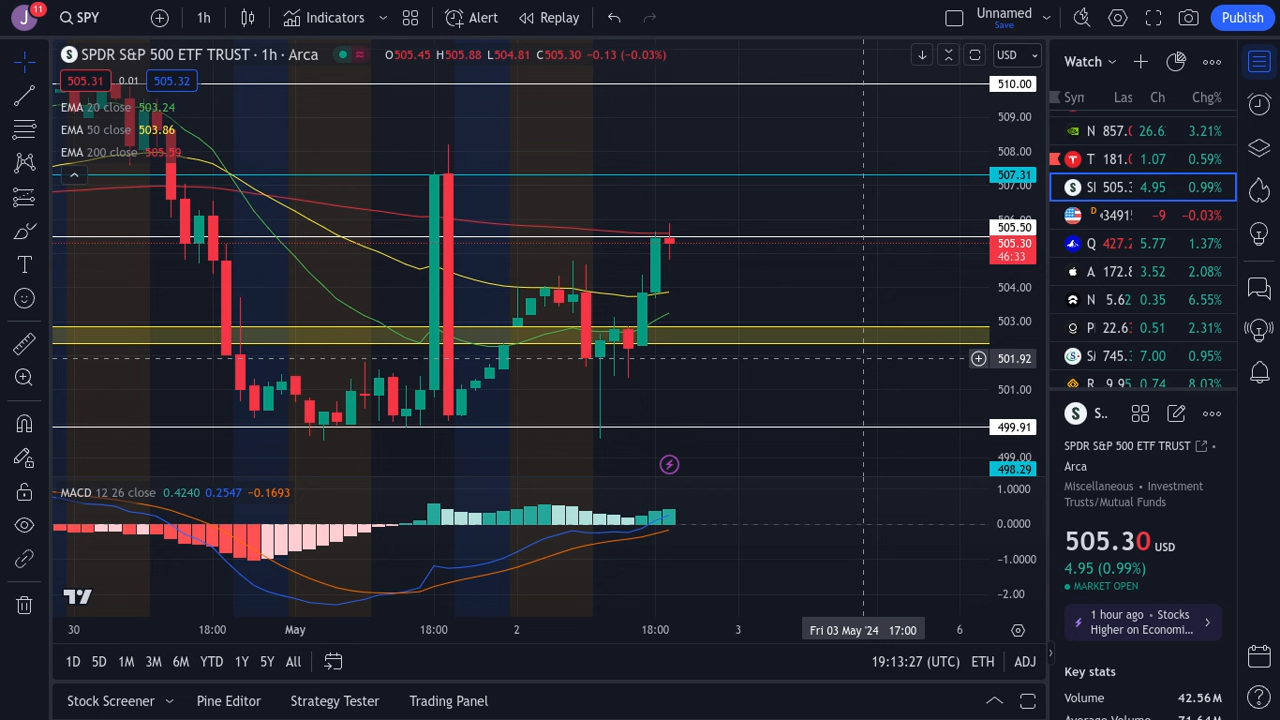 J
11
SPY
1h
Indicators
Alert
Replay
Unnamed
Save
Publish
S
SPDR S&P 500 ETF TRUST · 1h · Arca
O505.45 H505.88 L504.81 C505.30 −0.13 (−0.03%)
USD
505.31 0.01 505.32
EMA 20 close 503.24
EMA 50 close 503.86
EMA 200 close 505.59
510.00
509.00
508.00
507.31
507.00
505.50
505.30
46:33
504.00
503.00
501.92
501.00
499.91
499.00
498.29
MACD 12 26 close 0.4240 0.2547 −0.1693
1.0000
0.0000
−1.0000
−2.00
30 18:00 May 18:00 2 18:00 3 Fri 03 May '24 17:00 6
1D 5D 1M 3M 6M YTD 1Y 5Y All
19:13:27 (UTC) ETH ADJ
Stock Screener Pine Editor Strategy Tester Trading Panel
Watch
Syn Las Ch Chg%
N 857.0 26.6 3.21%
T 181. 1.07 0.59%
S SI 505.3 4.95 0.99%
D 3491! −9 −0.03%
Q 427.2 5.77 1.37%
A 172.8 3.52 2.08%
N 5.62 0.35 6.55%
P 22.6 0.51 2.31%
745. 7.00 0.95%
R 9.95 0.74 8.03%
S S..
SPDR S&P 500 ETF TRUST
Arca
Miscellaneous • Investment
Trusts/Mutual Funds
505.30 USD
4.95 (0.99%)
MARKET OPEN
1 hour ago • Stocks
Higher on Economi...
Key stats
Volume 42.56M